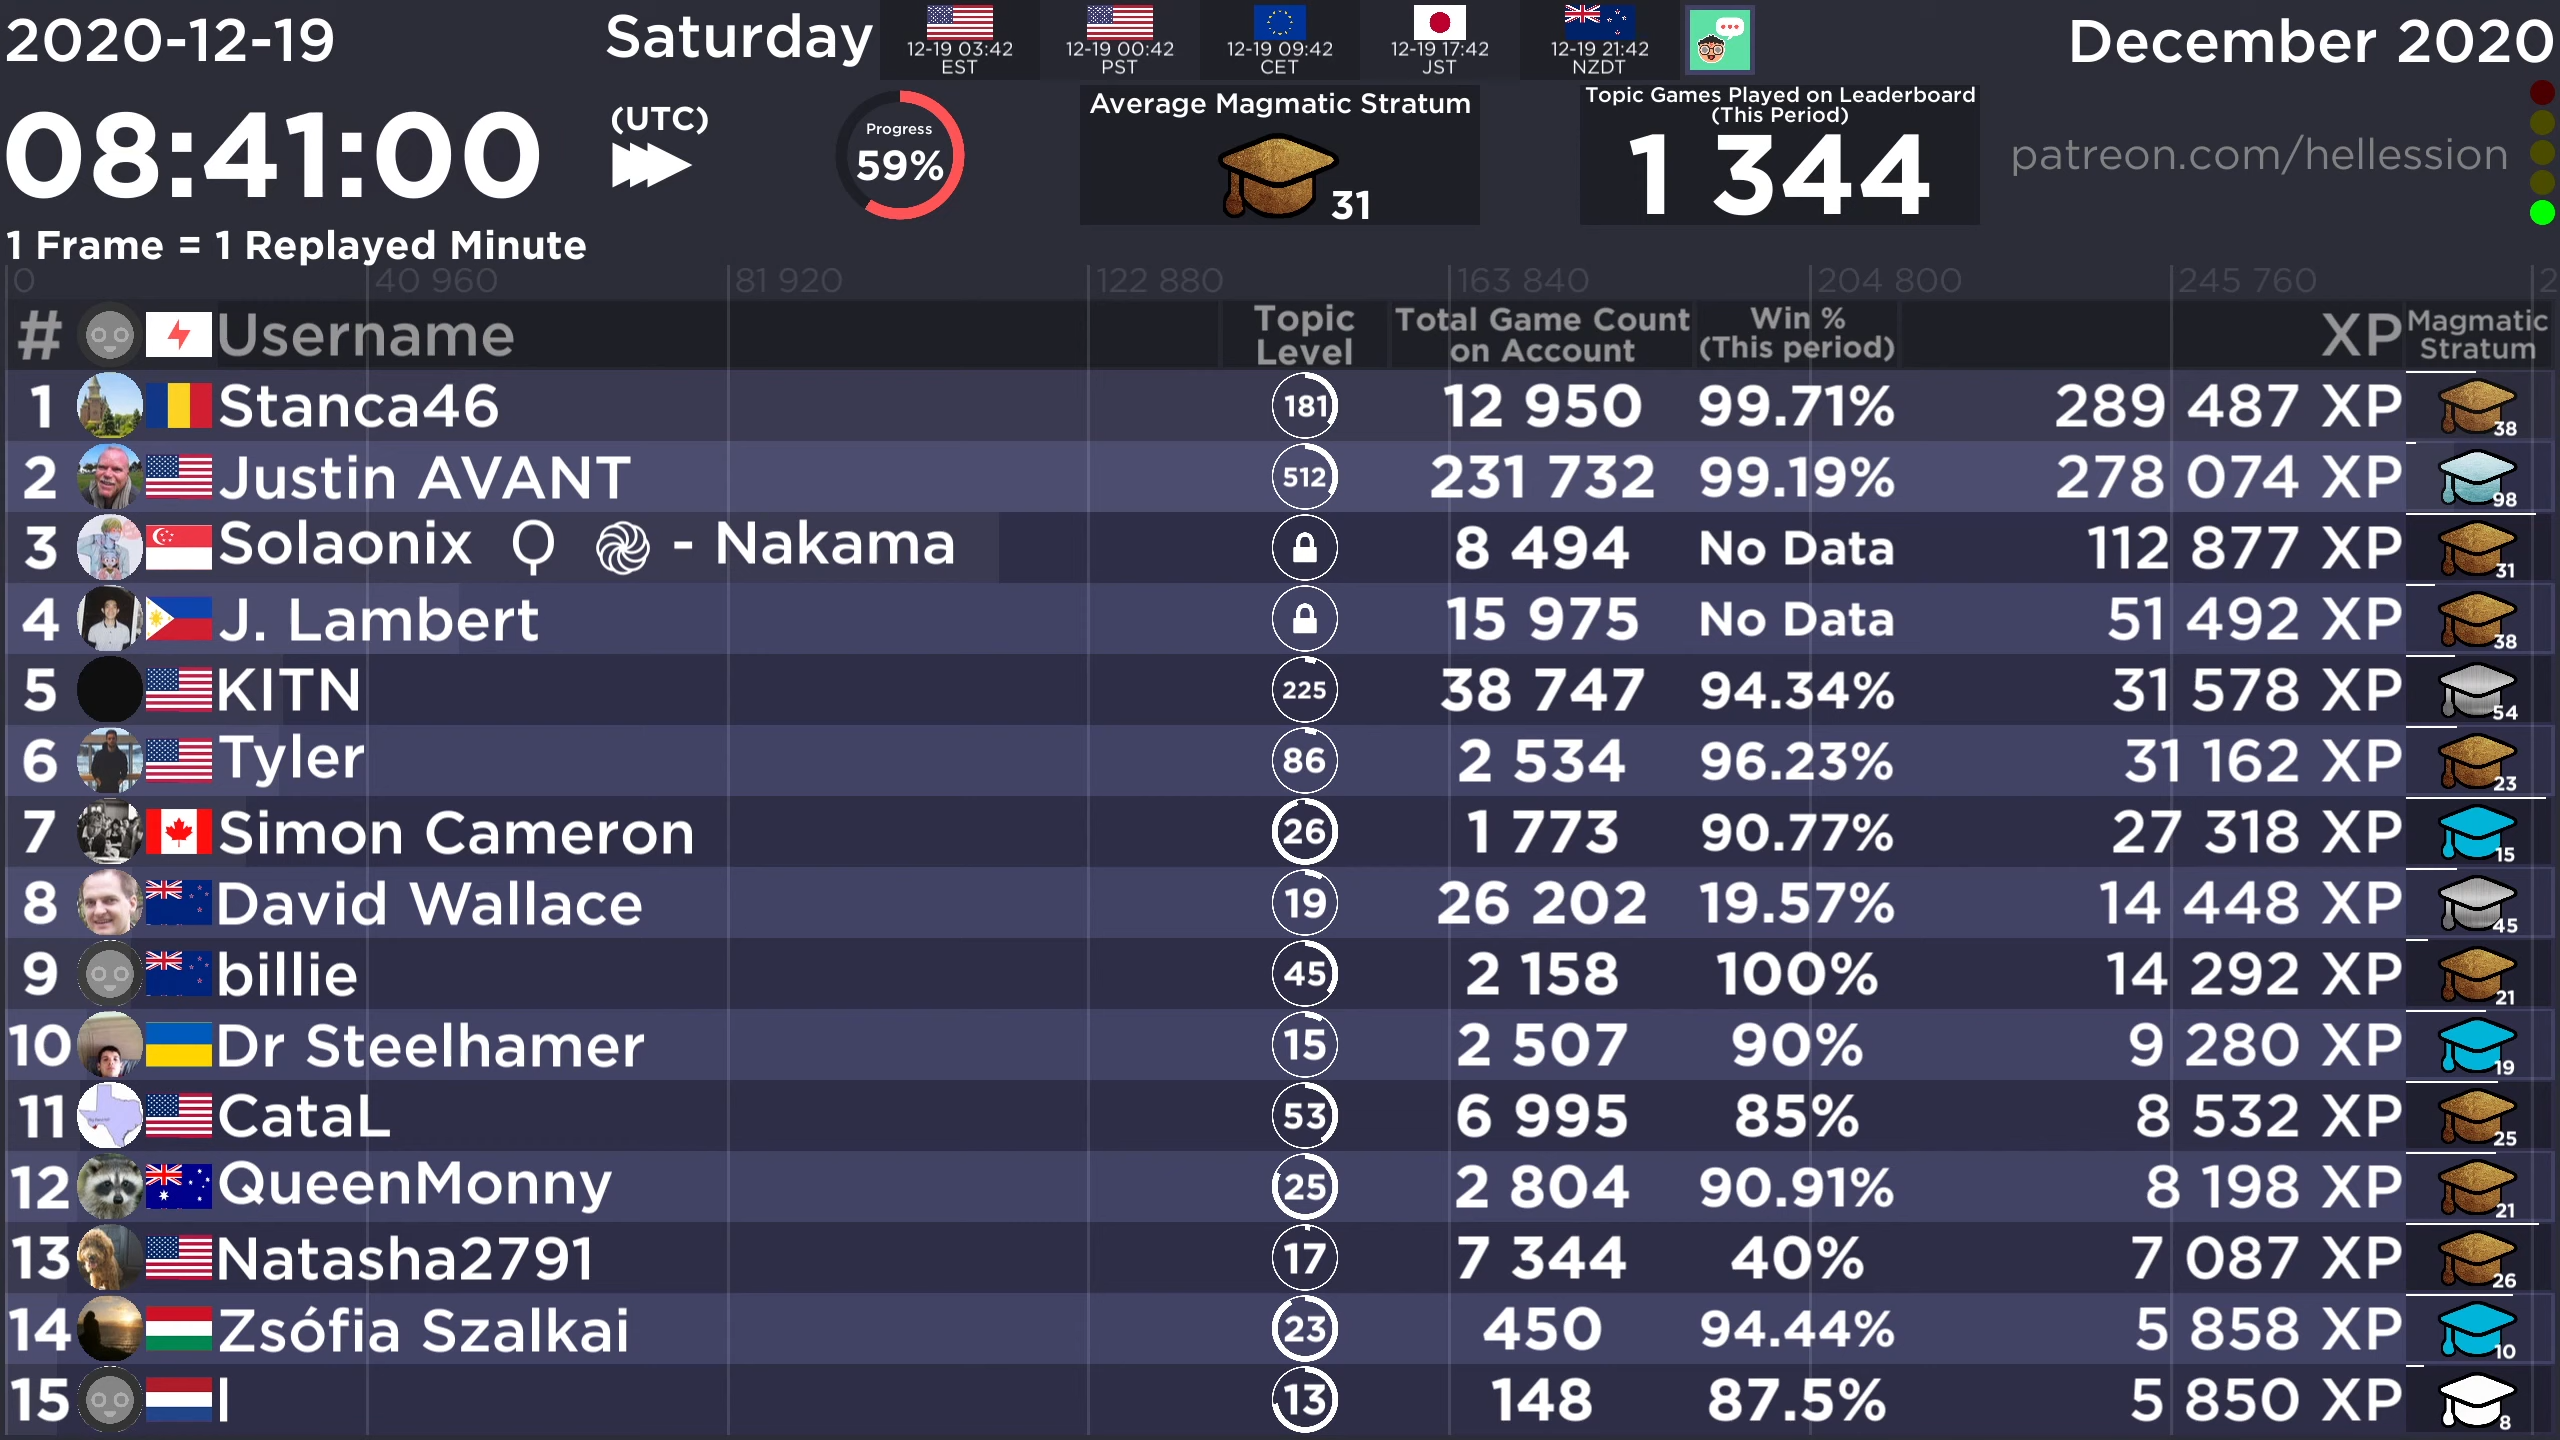 2020-12-19
Saturday
12-19 03:42
EST
12-19 00:42
PST
12-19 09:42
CET
12-19 17:42
JST
12-19 21:42
NZDT
December 2020
08:41:00
(UTC)
Progress
59%
Average Magmatic Stratum
31
Topic Games Played on Leaderboard
(This Period)
1 344
patreon.com/hellession
1 Frame = 1 Replayed Minute
0 40 960 81 920 122 880 163 840 204 800 245 760 2
# Username Topic Level Total Game Count on Account Win % (This period) XP Magmatic Stratum
1 Stanca46 181 12 950 99.71% 289 487 XP 38
2 Justin AVANT 512 231 732 99.19% 278 074 XP 98
3 Solaonix - Nakama 8 494 No Data 112 877 XP 31
4 J. Lambert 15 975 No Data 51 492 XP 38
5 KITN 225 38 747 94.34% 31 578 XP 54
6 Tyler 86 2 534 96.23% 31 162 XP 23
7 Simon Cameron 26 1 773 90.77% 27 318 XP 15
8 David Wallace 19 26 202 19.57% 14 448 XP 45
9 billie 45 2 158 100% 14 292 XP 21
10 Dr Steelhamer 15 2 507 90% 9 280 XP 19
11 CataL 53 6 995 85% 8 532 XP 25
12 QueenMonny 25 2 804 90.91% 8 198 XP 21
13 Natasha2791 17 7 344 40% 7 087 XP 26
14 Zsófia Szalkai 23 450 94.44% 5 858 XP 10
15 l 13 148 87.5% 5 850 XP 8